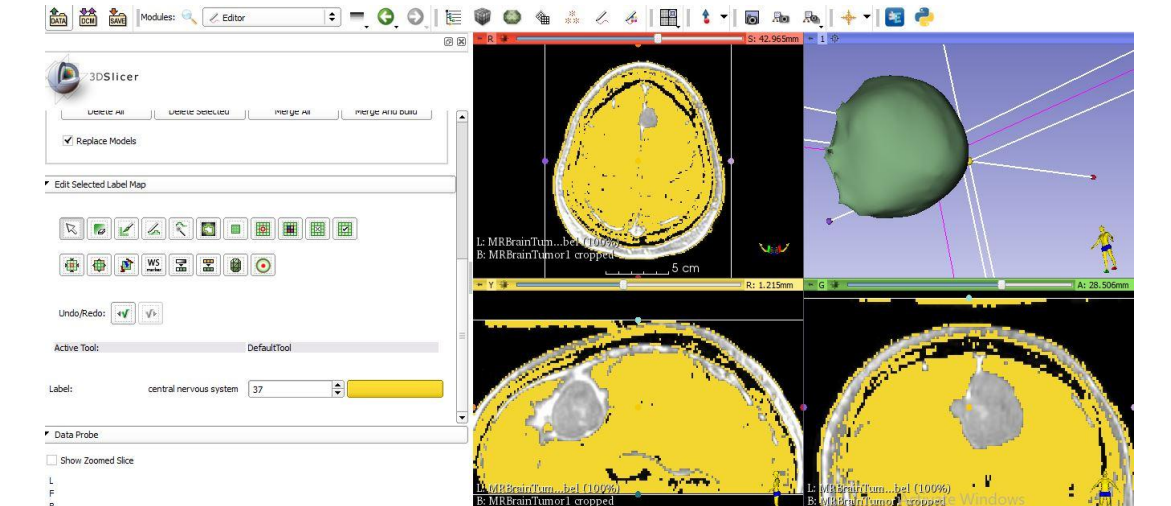 DATA DCM SAVE Modules: Editor
R S: 42.965mm 1
3DSlicer
Delete All Delete Selected Merge All Merge And Build
Replace Models
Edit Selected Label Map
WS
marker
L: MRBrainTum...bel (100%)
B: MRBrainTumor1 cropped
5 cm
Y R: 1.215mm G A: 28.506mm
Undo/Redo:
Active Tool: DefaultTool
Label: central nervous system 37
Data Probe
Show Zoomed Slice
L
F
B
L: MRBrainTum...bel (100%)
B: MRBrainTumor1 cropped
L: MRBrainTum...bel (100%)
B: MRBrainTumor1 cropped
Windows